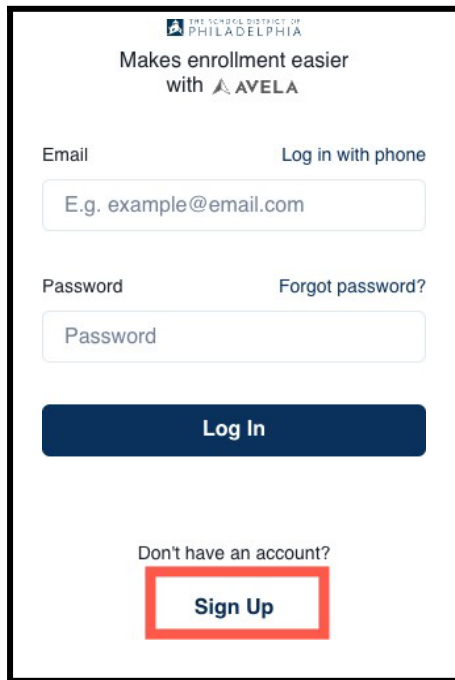 THE SCHOOL DISTRICT OF
PHILADELPHIA
Makes enrollment easier
with AVELA
Email Log in with phone
E.g. example@email.com
Password Forgot password?
Password
Log In
Don't have an account?
Sign Up